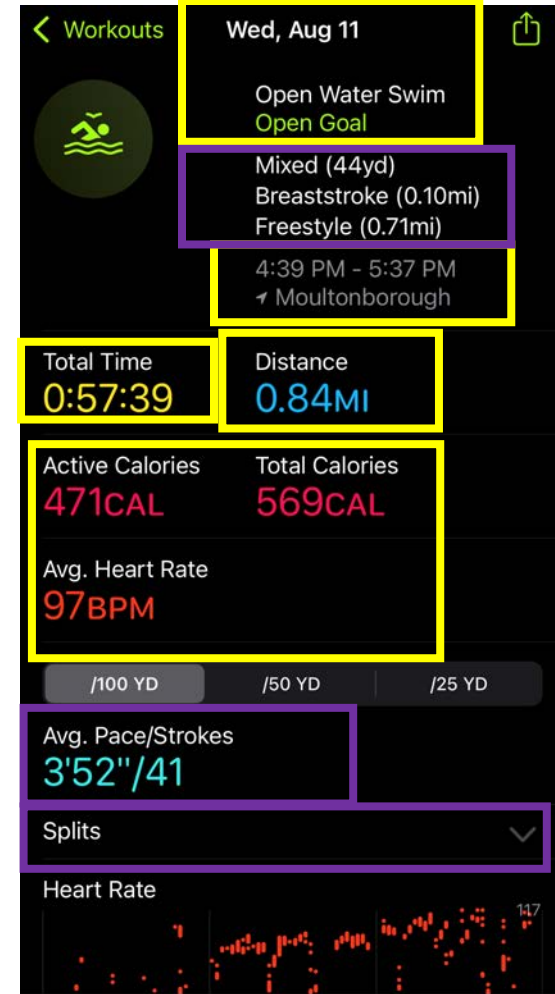 Workouts Wed, Aug 11
Open Water Swim
Open Goal
Mixed (44yd)
Breaststroke (0.10mi)
Freestyle (0.71mi)
4:39 PM - 5:37 PM
Moultonborough
Total Time Distance
0:57:39 0.84MI
Active Calories Total Calories
471CAL 569CAL
Avg. Heart Rate
97BPM
/100 YD /50 YD /25 YD
Avg. Pace/Strokes
3'52"/41
Splits
Heart Rate
117